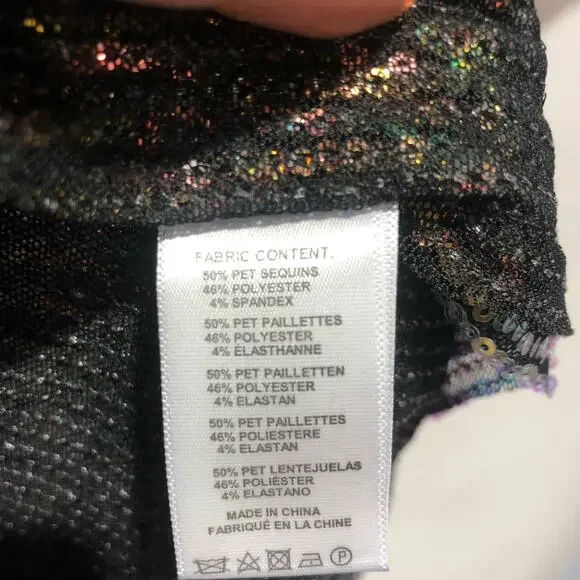 FABRIC CONTENT.
50% PET SEQUINS
46% POLYESTER
4% SPANDEX
50% PET PAILLETTES
46% POLYESTER
4% ÉLASTHANNE
50% PET PAILLETTEN
46% POLYESTER
4% ELASTAN
50% PET PAILLETTES
46% POLIESTERE
4% ELASTAN
50% PET LENTEJUELAS
46% POLIÉSTER
4% ELASTANO
MADE IN CHINA
FABRIQUÉ EN LA CHINE
P